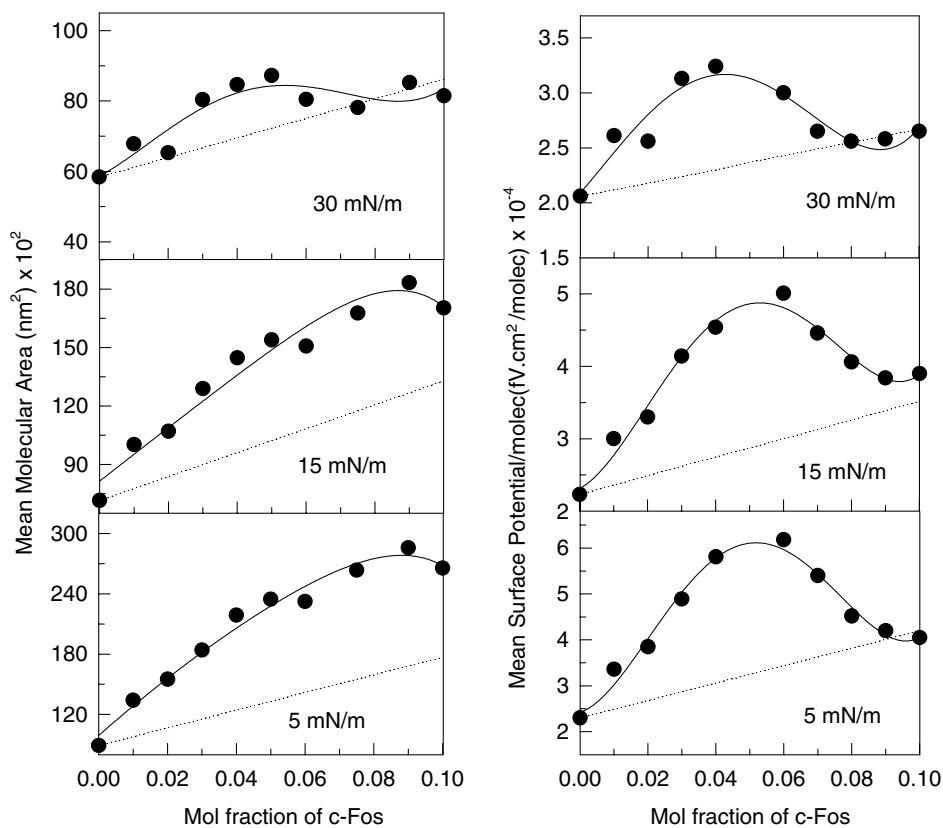 Mean Molecular Area (nm²) x 10²
100
80
60
40
30 mN/m
180
150
120
90
15 mN/m
300
240
180
120
5 mN/m
0.00 0.02 0.04 0.06 0.08 0.10
Mol fraction of c-Fos
Mean Surface Potential/molec(fV.cm²/molec) x 10⁻⁴
3.5
3.0
2.5
2.0
1.5
30 mN/m
5
4
3
2
15 mN/m
6
5
4
3
2
5 mN/m
0.00 0.02 0.04 0.06 0.08 0.10
Mol fraction of c-Fos